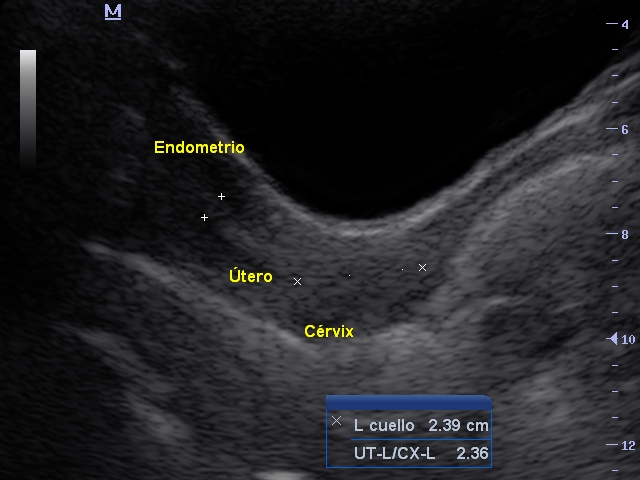 M
4
Endometrio
6
8
Útero
Cérvix
10
L cuello 2.39 cm
UT-L/CX-L 2.36
12